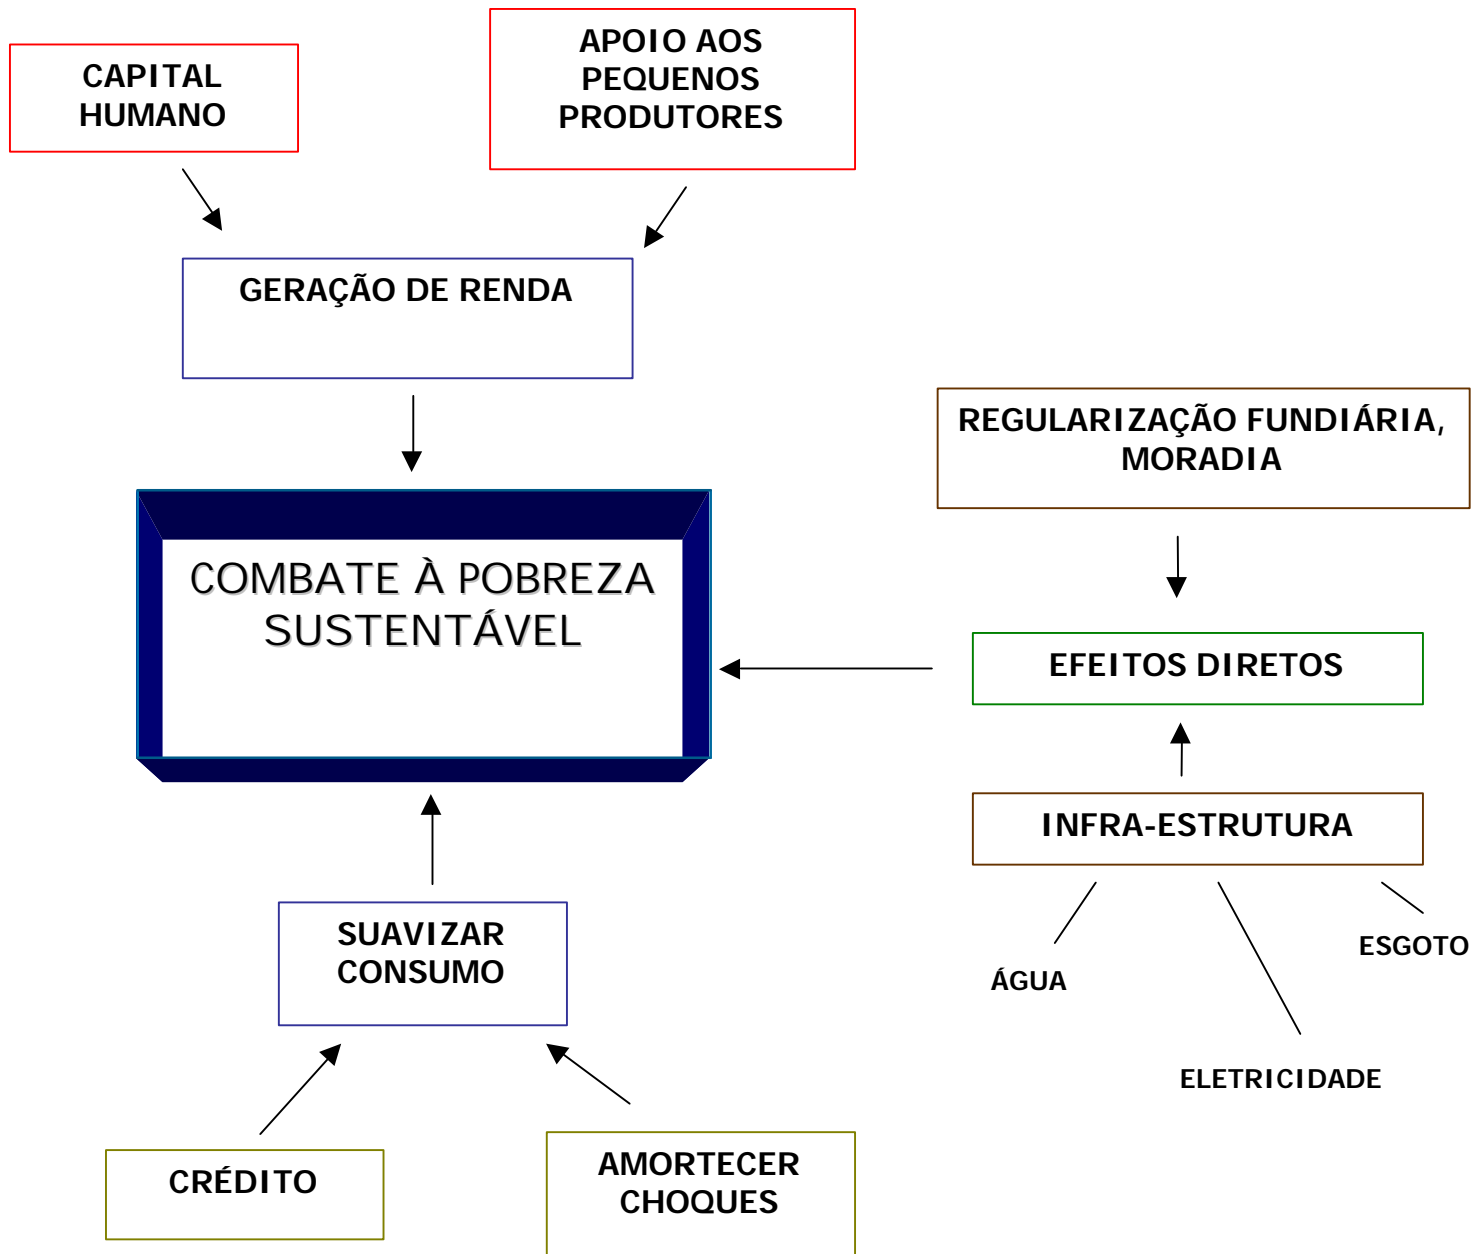 CAPITAL
HUMANO
APOIO AOS
PEQUENOS
PRODUTORES
GERAÇÃO DE RENDA
REGULARIZAÇÃO FUNDIÁRIA,
MORADIA
COMBATE À POBREZA
SUSTENTÁVEL
EFEITOS DIRETOS
INFRA-ESTRUTURA
SUAVIZAR
CONSUMO
ÁGUA
ESGOTO
ELETRICIDADE
CRÉDITO
AMORTECER
CHOQUES